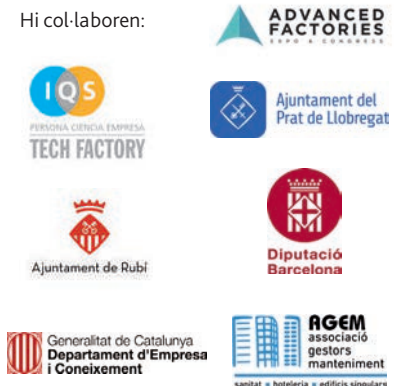 Hi col·laboren:
ADVANCED
FACTORIES
EXPO & CONGRESS
IQS
PERSONA CIÈNCIA EMPRESA
TECH FACTORY
Ajuntament del
Prat de Llobregat
Ajuntament de Rubí
Diputació
Barcelona
Generalitat de Catalunya
Departament d'Empresa
i Coneixement
AGEM
associació
gestors
manteniment
sanitat hoteleria edificis singulars